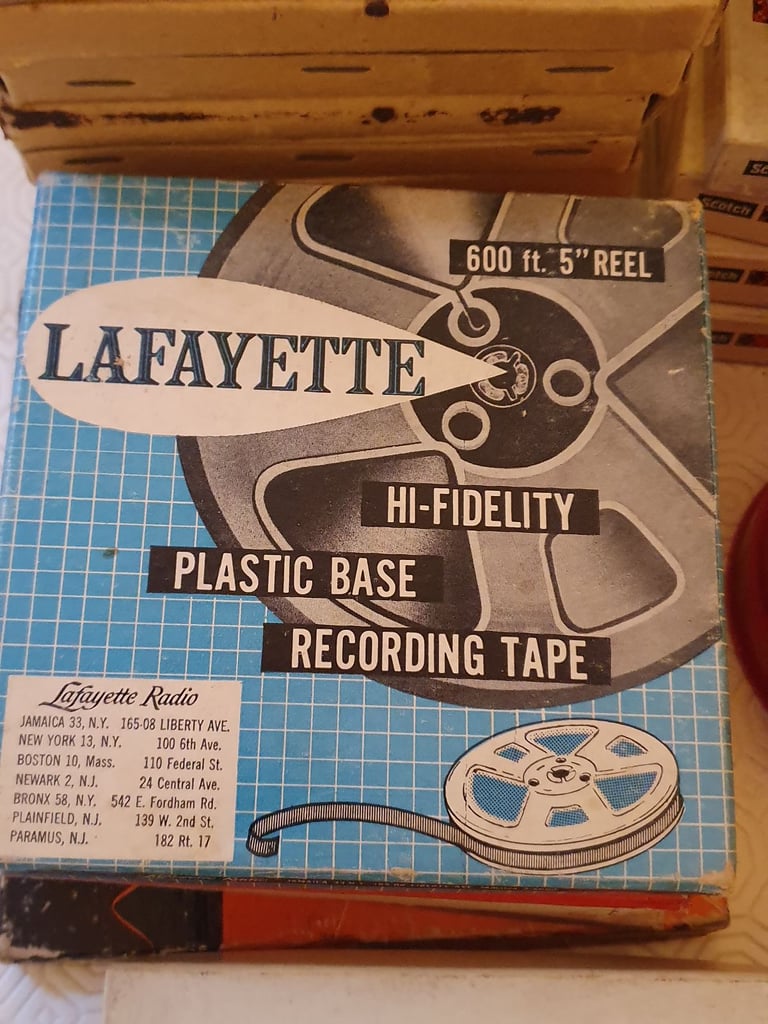 Scotch
Scotch
600 ft. 5" REEL
LAFAYETTE
HI-FIDELITY
PLASTIC BASE
RECORDING TAPE
Lafayette Radio
JAMAICA 33, N.Y. 165-08 LIBERTY AVE.
NEW YORK 13, N.Y. 100 6th Ave.
BOSTON 10, Mass. 110 Federal St.
NEWARK 2, N.J. 24 Central Ave.
BRONX 58, N.Y. 542 E. Fordham Rd.
PLAINFIELD, N.J. 139 W. 2nd St.
PARAMUS, N.J. 182 Rt. 17